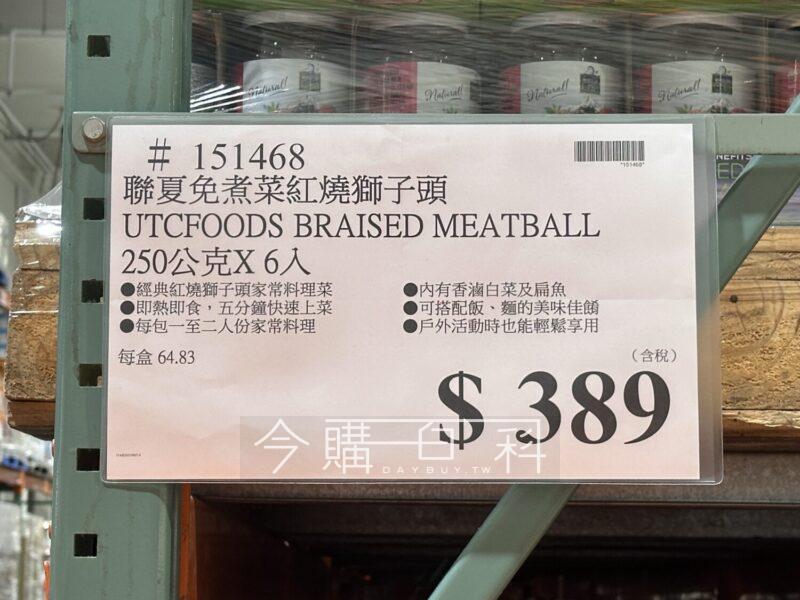 Natural!
Natural!
Natural!
Natural!
# 151468
*151468*
聯夏免煮菜紅燒獅子頭
UTCFOODS BRAISED MEATBALL
250公克X 6入
●經典紅燒獅子頭家常料理菜
●即熱即食，五分鐘快速上菜
●每包一至二人份家常料理
●內有香滷白菜及扁魚
●可搭配飯、麵的美味佳餚
●戶外活動時也能輕鬆享用
每盒 64.83
（含稅）
$ 389
今購百科
DAYBUY.TW